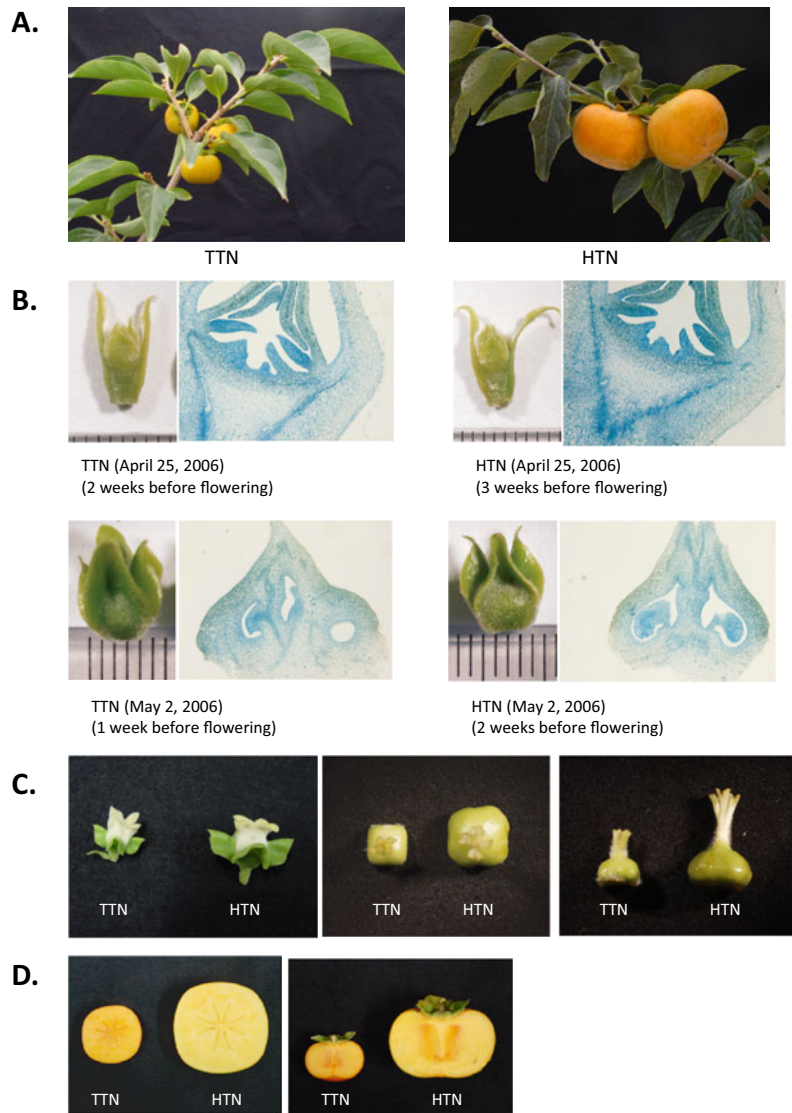 A.
TTN
HTN
B.
TTN (April 25, 2006)
(2 weeks before flowering)
HTN (April 25, 2006)
(3 weeks before flowering)
TTN (May 2, 2006)
(1 week before flowering)
HTN (May 2, 2006)
(2 weeks before flowering)
C.
TTN
HTN
TTN
HTN
TTN
HTN
D.
TTN
HTN
TTN
HTN